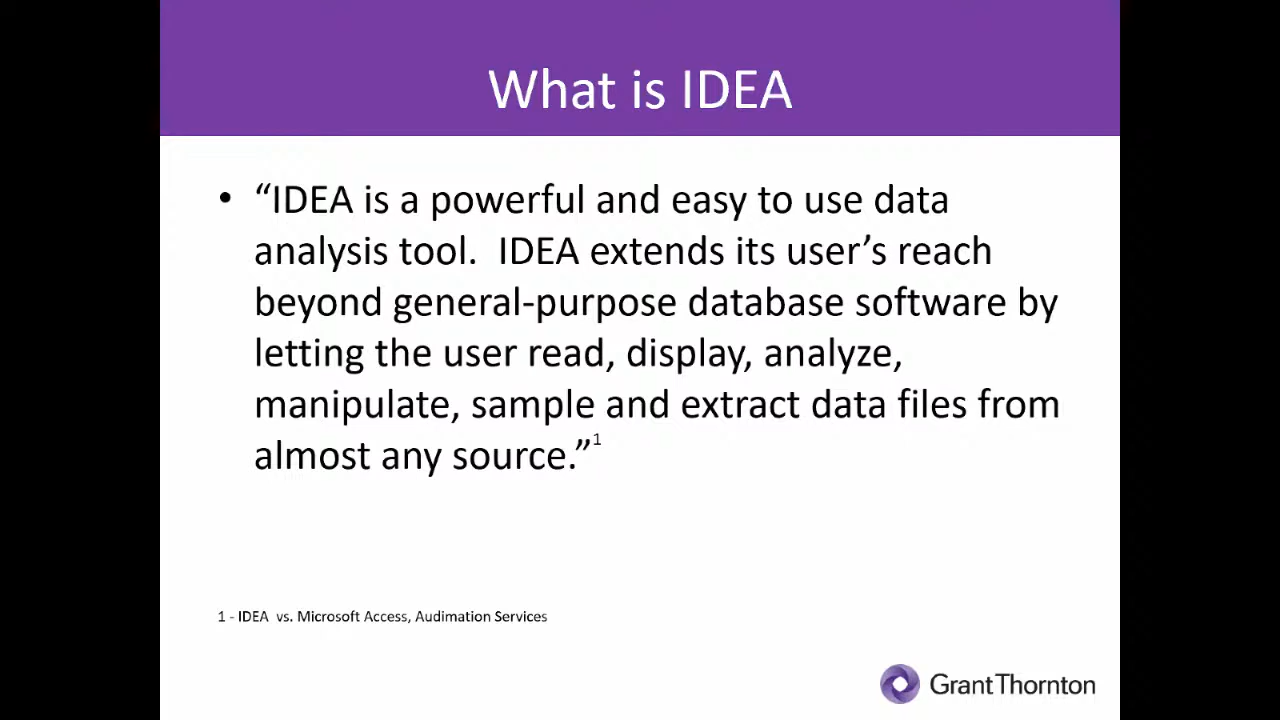 What is IDEA
• “IDEA is a powerful and easy to use data
analysis tool.  IDEA extends its user’s reach
beyond general-purpose database software by
letting the user read, display, analyze,
manipulate, sample and extract data files from
almost any source.”1
1 - IDEA  vs. Microsoft Access, Audimation Services
GrantThornton